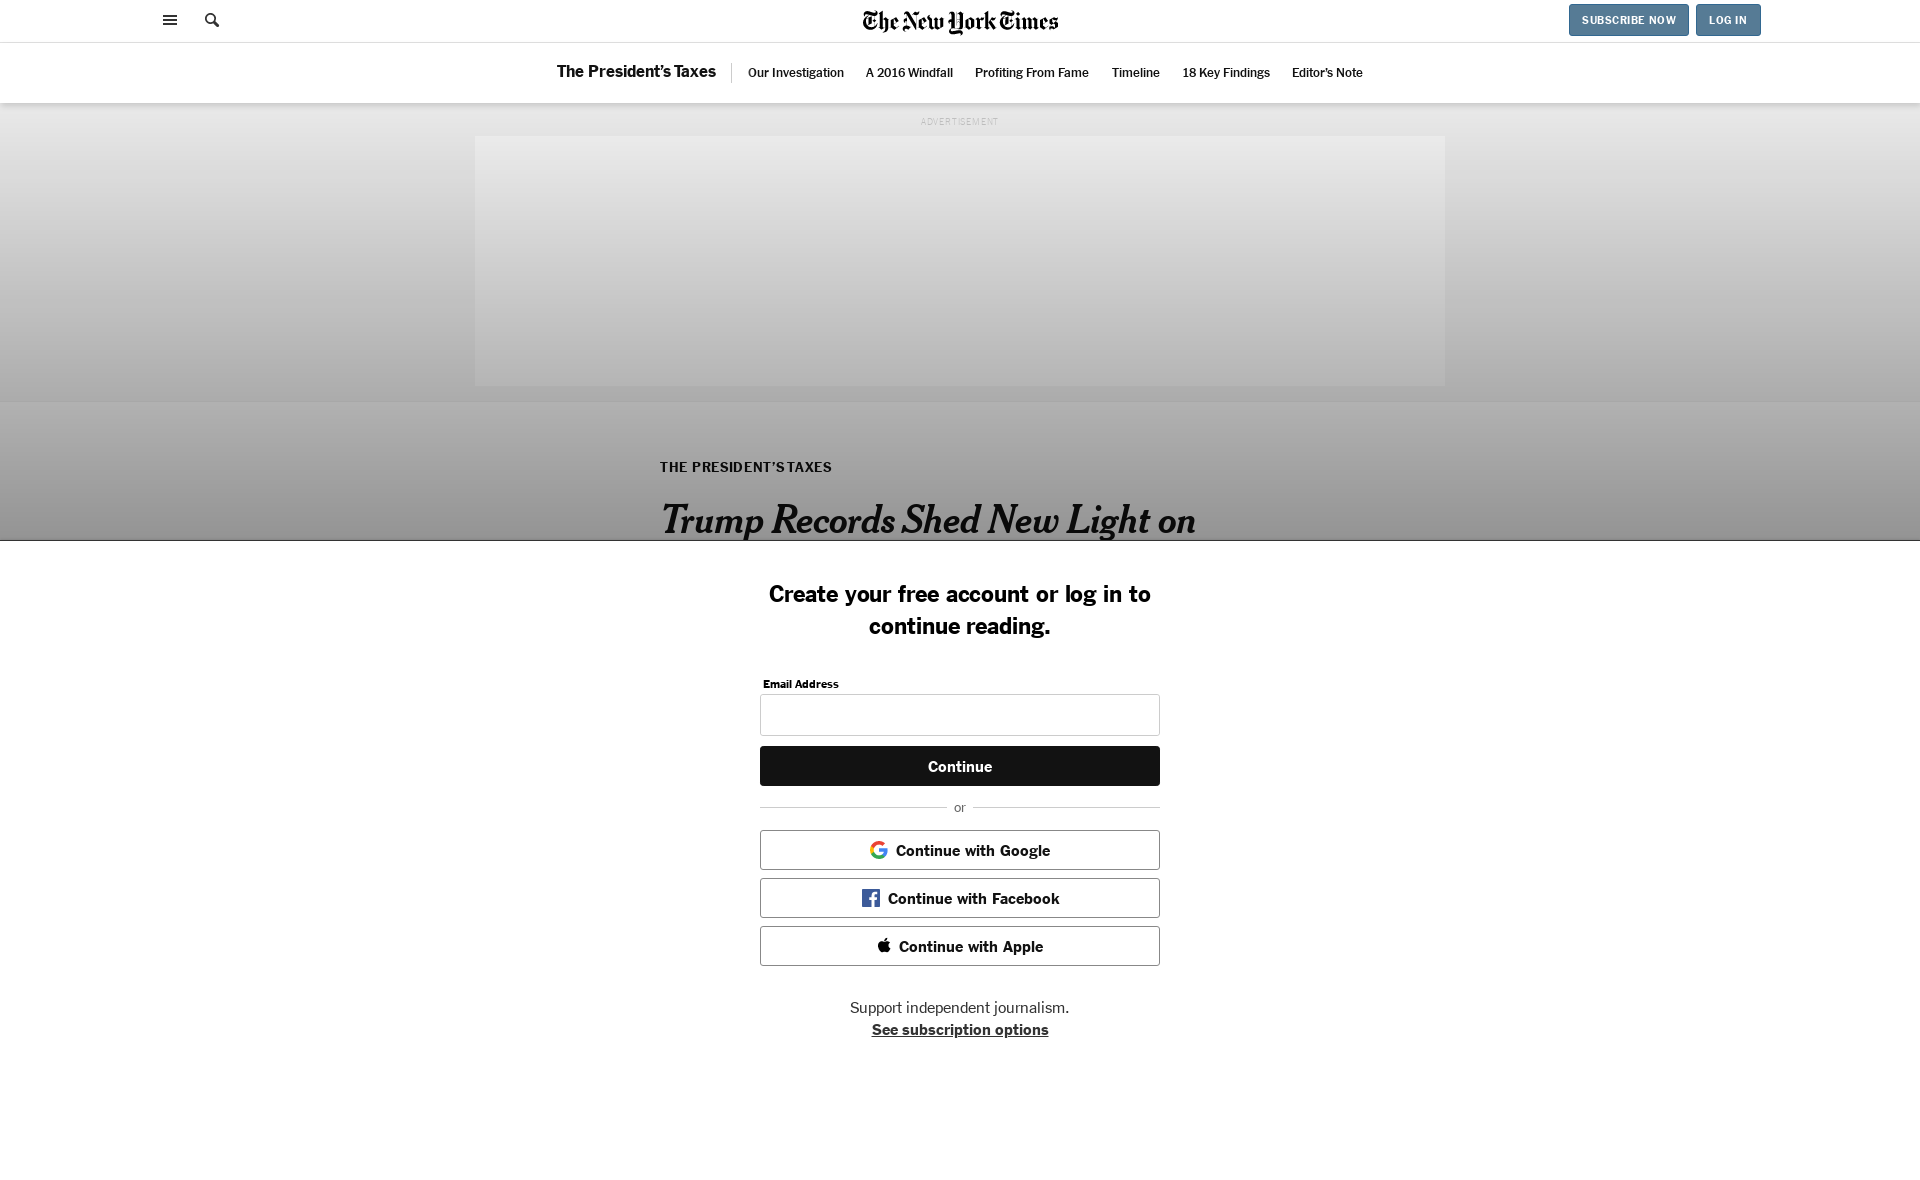 The New York Times
SUBSCRIBE NOW
LOG IN
The President’s Taxes
Our Investigation
A 2016 Windfall
Profiting From Fame
Timeline
18 Key Findings
Editor’s Note
ADVERTISEMENT
THE PRESIDENT’S TAXES
Trump Records Shed New Light on
Create your free account or log in to
continue reading.
Email Address
Continue
or
Continue with Google
Continue with Facebook
Continue with Apple
Support independent journalism.
See subscription options